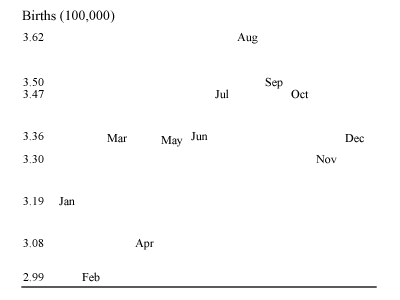 Births (100,000)
3.62 Aug
3.50 Sep
3.47 Jul Oct
3.36 Mar May Jun Dec
3.30 Nov
3.19 Jan
3.08 Apr
2.99 Feb